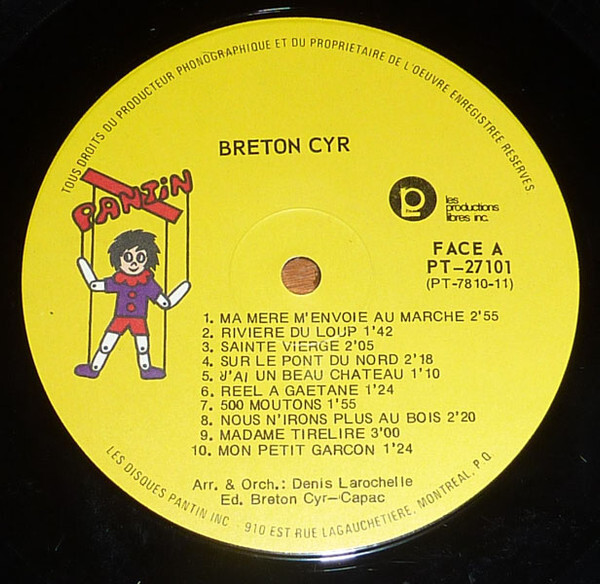 TOUS DROITS DU PRODUCTEUR PHONOGRAPHIQUE ET DU PROPRIETAIRE DE L'OEUVRE ENREGISTREE RESERVES
BRETON CYR
PANTIN
les
productions
libres inc.
FACE A
PT-27101
(PT-7810-11)
1. MA MERE M'ENVOIE AU MARCHE 2'55
2. RIVIERE DU LOUP 1'42
3. SAINTE VIERGE 2'05
4. SUR LE PONT DU NORD 2'18
5. J'AI UN BEAU CHATEAU 1'10
6. REEL A GAETANE 1'24
7. 500 MOUTONS 1'55
8. NOUS N'IRONS PLUS AU BOIS 2'20
9. MADAME TIRELIRE 3'00
10. MON PETIT GARCON 1'24
Arr. & Orch.: Denis Larochelle
Ed. Breton Cyr-Capac
LES DISQUES PANTIN INC - 910 EST RUE LAGAUCHETIERE, MONTREAL, P.Q.